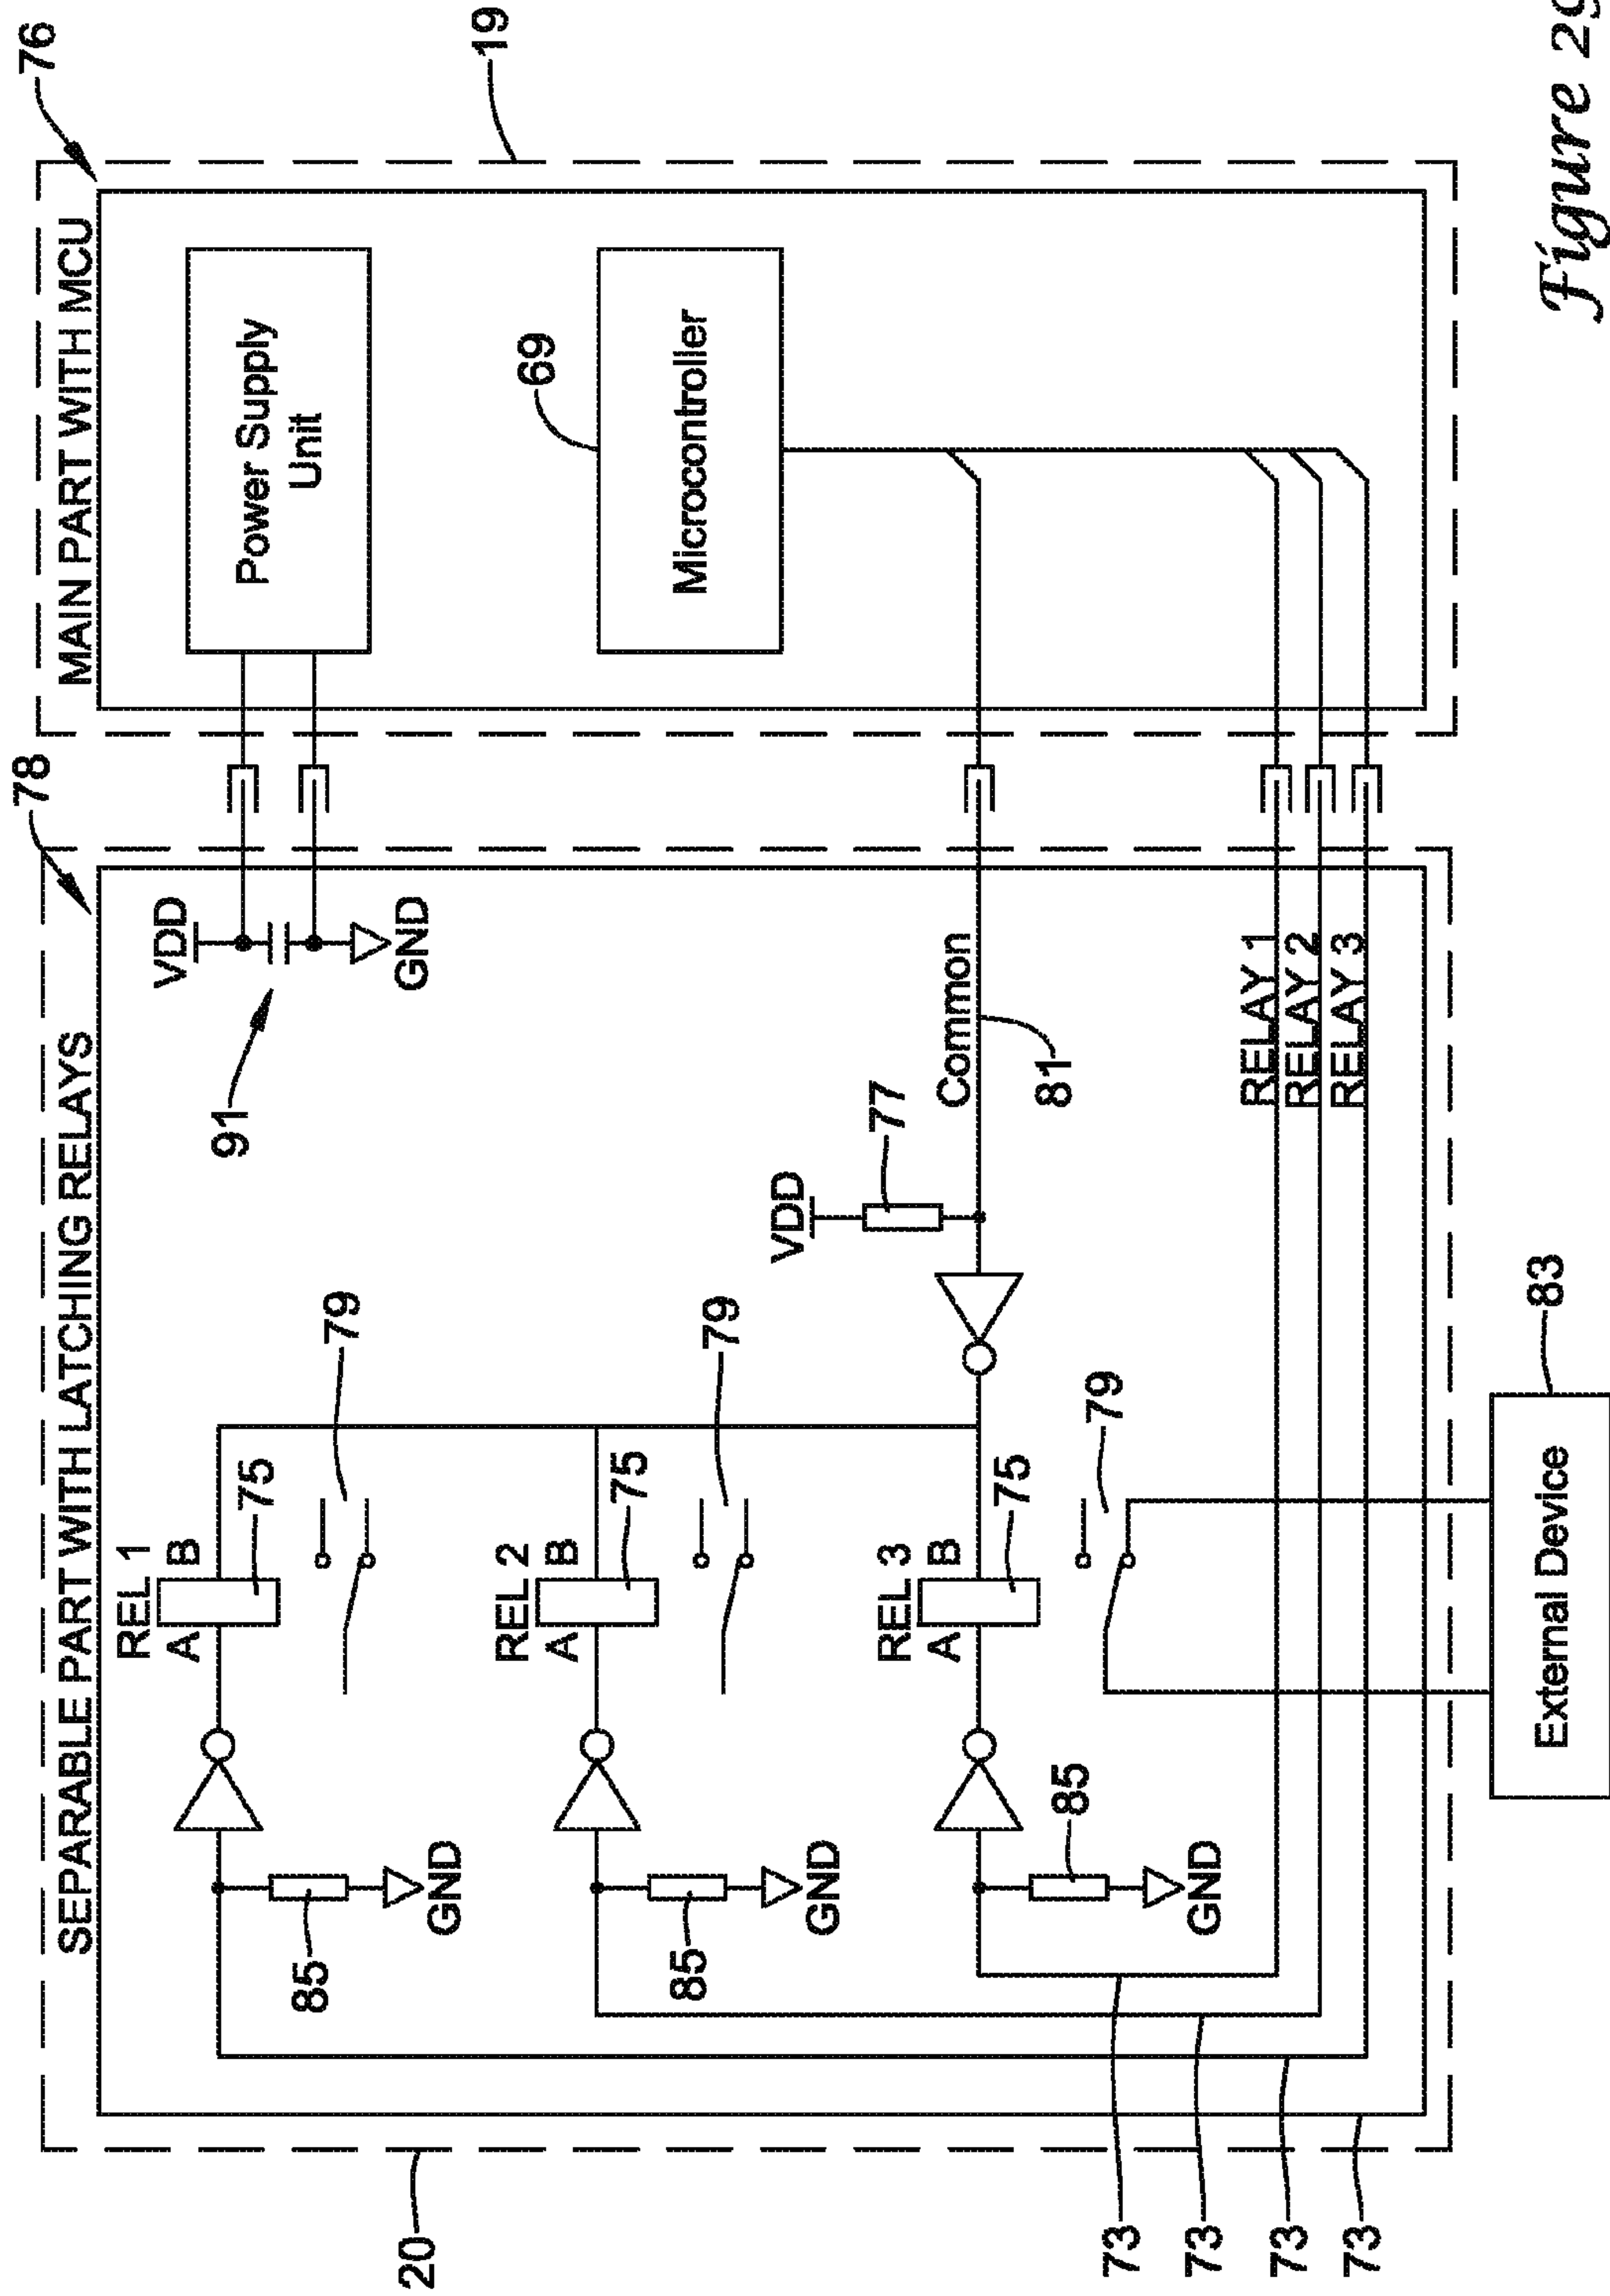 76
MAIN PART WITH MCU
19
Power Supply
Unit
69
Microcontroller
78
SEPARABLE PART WITH LATCHING RELAYS
VDD
GND
91
Common
81
77
VDD
RELAY 1
RELAY 2
RELAY 3
REL 1
A B
75
79
REL 2
A B
75
79
REL 3
A B
75
79
85
GND
85
GND
85
GND
20
73
73
73
73
External Device
83
Figure 29